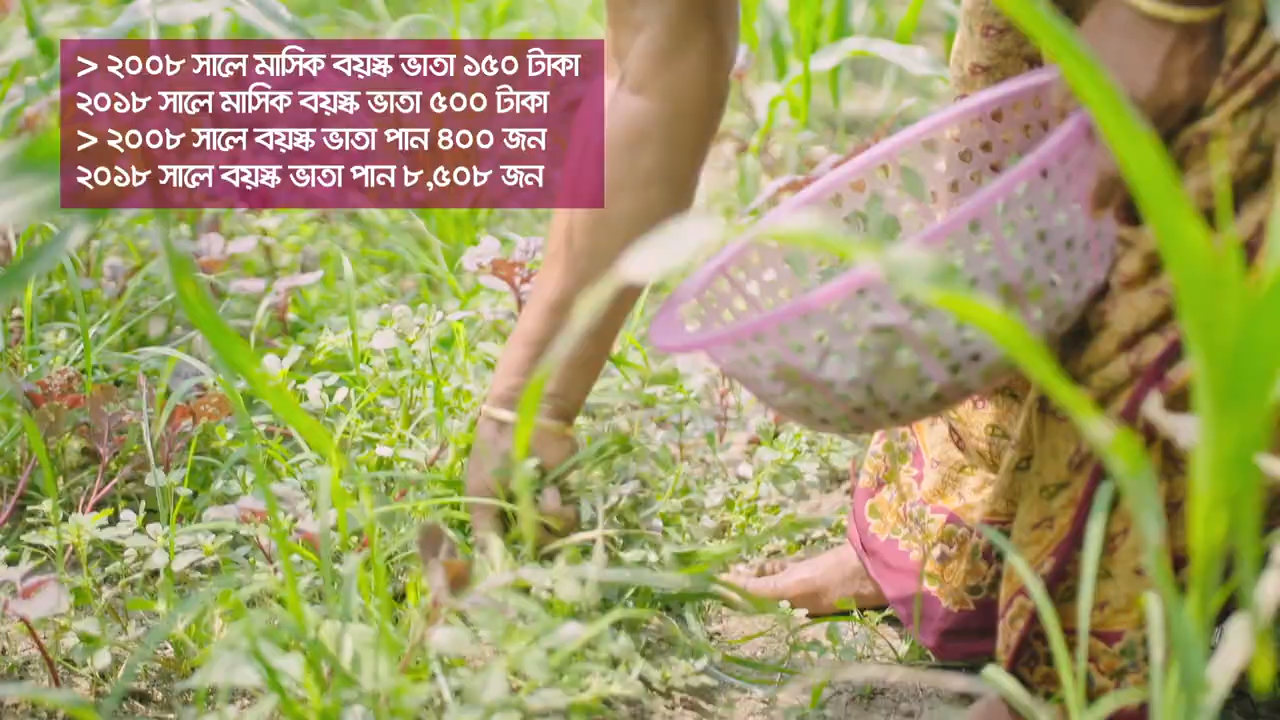 > ২০০৮ সালে মাসিক বয়স্ক ভাতা ১৫০ টাকা
২০১৮ সালে মাসিক বয়স্ক ভাতা ৫০০ টাকা
> ২০০৮ সালে বয়স্ক ভাতা পান ৪০০ জন
২০১৮ সালে বয়স্ক ভাতা পান ৮,৫০৮ জন